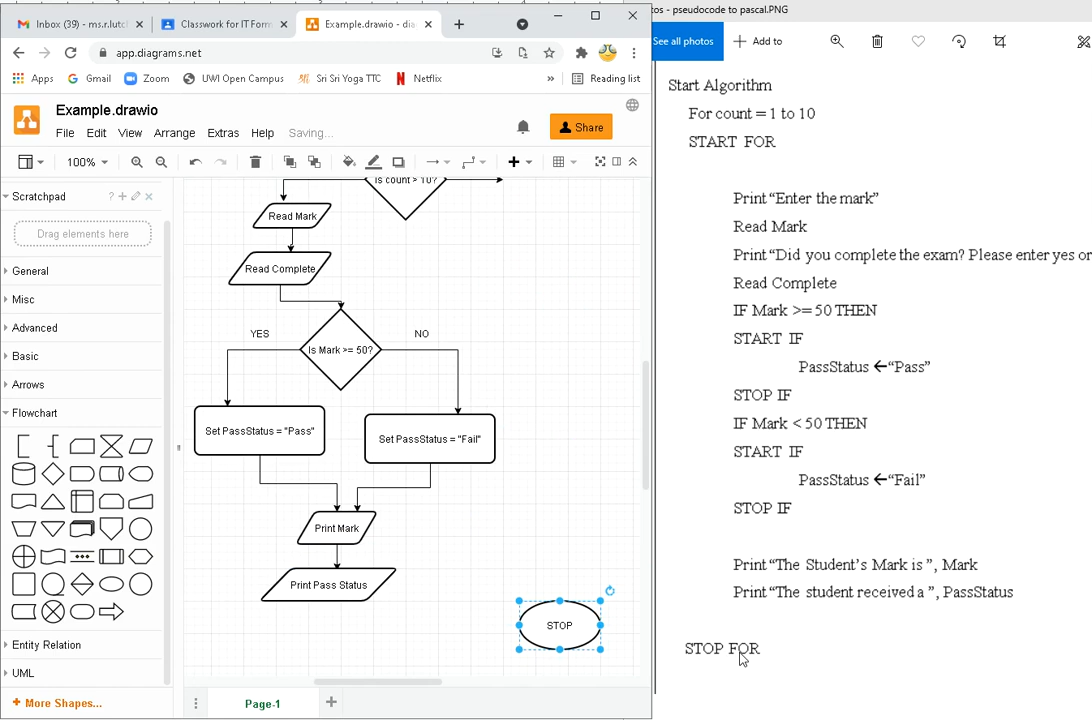 Inbox (39) - ms.r.lutcl
Classwork for IT Form
Example.drawio - dia
app.diagrams.net
Apps
Gmail
Zoom
UWI Open Campus
Sri Sri Yoga TTC
Netflix
»
Reading list
Example.drawio
File Edit View Arrange Extras Help Saving...
Share
100%
Scratchpad
Drag elements here
General
Misc
Advanced
Basic
Arrows
Flowchart
Entity Relation
UML
+ More Shapes...
Is count > 10?
Read Mark
Read Complete
YES
NO
Is Mark >= 50?
Set PassStatus = "Pass"
Set PassStatus = "Fail"
Print Mark
Print Pass Status
STOP
Page-1
tos - pseudocode to pascal.PNG
See all photos
Add to
Start Algorithm
For count = 1 to 10
START FOR
Print “Enter the mark”
Read Mark
Print “Did you complete the exam? Please enter yes or
Read Complete
IF Mark >= 50 THEN
START IF
PassStatus ←“Pass”
STOP IF
IF Mark < 50 THEN
START IF
PassStatus ←“Fail”
STOP IF
Print “The Student’s Mark is ”, Mark
Print “The student received a ”, PassStatus
STOP FOR